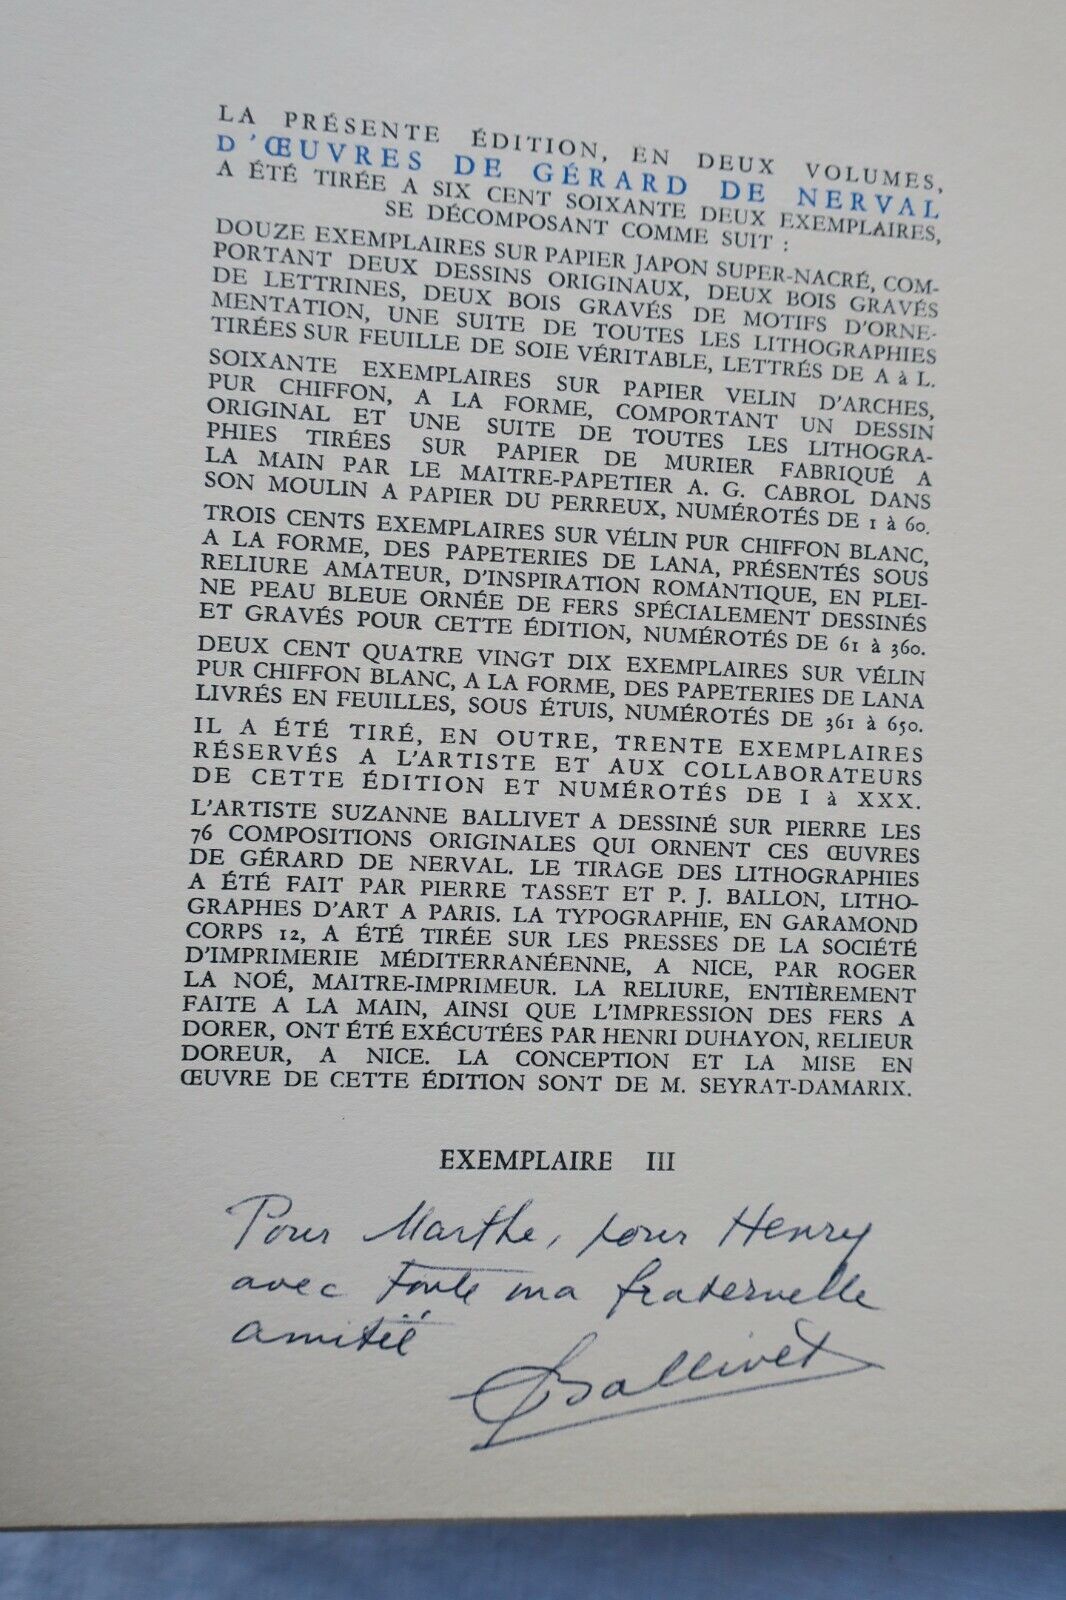 LA PRÉSENTE ÉDITION, EN DEUX VOLUMES,
D'ŒUVRES DE GÉRARD DE NERVAL
A ÉTÉ TIRÉE A SIX CENT SOIXANTE DEUX EXEMPLAIRES,
SE DÉCOMPOSANT COMME SUIT :
DOUZE EXEMPLAIRES SUR PAPIER JAPON SUPER-NACRÉ, COM-
PORTANT DEUX DESSINS ORIGINAUX, DEUX BOIS GRAVÉS
DE LETTRINES, DEUX BOIS GRAVÉS DE MOTIFS D'ORNE-
MENTATION, UNE SUITE DE TOUTES LES LITHOGRAPHIES
TIRÉES SUR FEUILLE DE SOIE VÉRITABLE, LETTRÉS DE A à L.
SOIXANTE EXEMPLAIRES SUR PAPIER VELIN D'ARCHES,
PUR CHIFFON, A LA FORME, COMPORTANT UN DESSIN
ORIGINAL ET UNE SUITE DE TOUTES LES LITHOGRA-
PHIES TIRÉES SUR PAPIER DE MURIER FABRIQUÉ A
LA MAIN PAR LE MAITRE-PAPETIER A. G. CABROL DANS
SON MOULIN A PAPIER DU PERREUX, NUMÉROTÉS DE 1 à 60.
TROIS CENTS EXEMPLAIRES SUR VÉLIN PUR CHIFFON BLANC,
A LA FORME, DES PAPETERIES DE LANA, PRÉSENTÉS SOUS
RELIURE AMATEUR, D'INSPIRATION ROMANTIQUE, EN PLEI-
NE PEAU BLEUE ORNÉE DE FERS SPÉCIALEMENT DESSINÉS
ET GRAVÉS POUR CETTE ÉDITION, NUMÉROTÉS DE 61 à 360.
DEUX CENT QUATRE VINGT DIX EXEMPLAIRES SUR VÉLIN
PUR CHIFFON BLANC, A LA FORME, DES PAPETERIES DE LANA
LIVRÉS EN FEUILLES, SOUS ÉTUIS, NUMÉROTÉS DE 361 à 650.
IL A ÉTÉ TIRÉ, EN OUTRE, TRENTE EXEMPLAIRES
RÉSERVÉS A L'ARTISTE ET AUX COLLABORATEURS
DE CETTE ÉDITION ET NUMÉROTÉS DE I à XXX.
L'ARTISTE SUZANNE BALLIVET A DESSINÉ SUR PIERRE LES
76 COMPOSITIONS ORIGINALES QUI ORNENT CES ŒUVRES
DE GÉRARD DE NERVAL. LE TIRAGE DES LITHOGRAPHIES
A ÉTÉ FAIT PAR PIERRE TASSET ET P. J. BALLON, LITHO-
GRAPHES D'ART A PARIS. LA TYPOGRAPHIE, EN GARAMOND
CORPS 12, A ÉTÉ TIRÉE SUR LES PRESSES DE LA SOCIÉTÉ
D'IMPRIMERIE MÉDITERRANÉENNE, A NICE, PAR ROGER
LA NOÉ, MAITRE-IMPRIMEUR. LA RELIURE, ENTIÈREMENT
FAITE A LA MAIN, AINSI QUE L'IMPRESSION DES FERS A
DORER, ONT ÉTÉ EXÉCUTÉES PAR HENRI DUHAYON, RELIEUR
DOREUR, A NICE. LA CONCEPTION ET LA MISE EN
ŒUVRE DE CETTE ÉDITION SONT DE M. SEYRAT-DAMARIX.
EXEMPLAIRE III
Pour Marthe, pour Henry
avec toute ma fraternelle
amitié
Ballivet